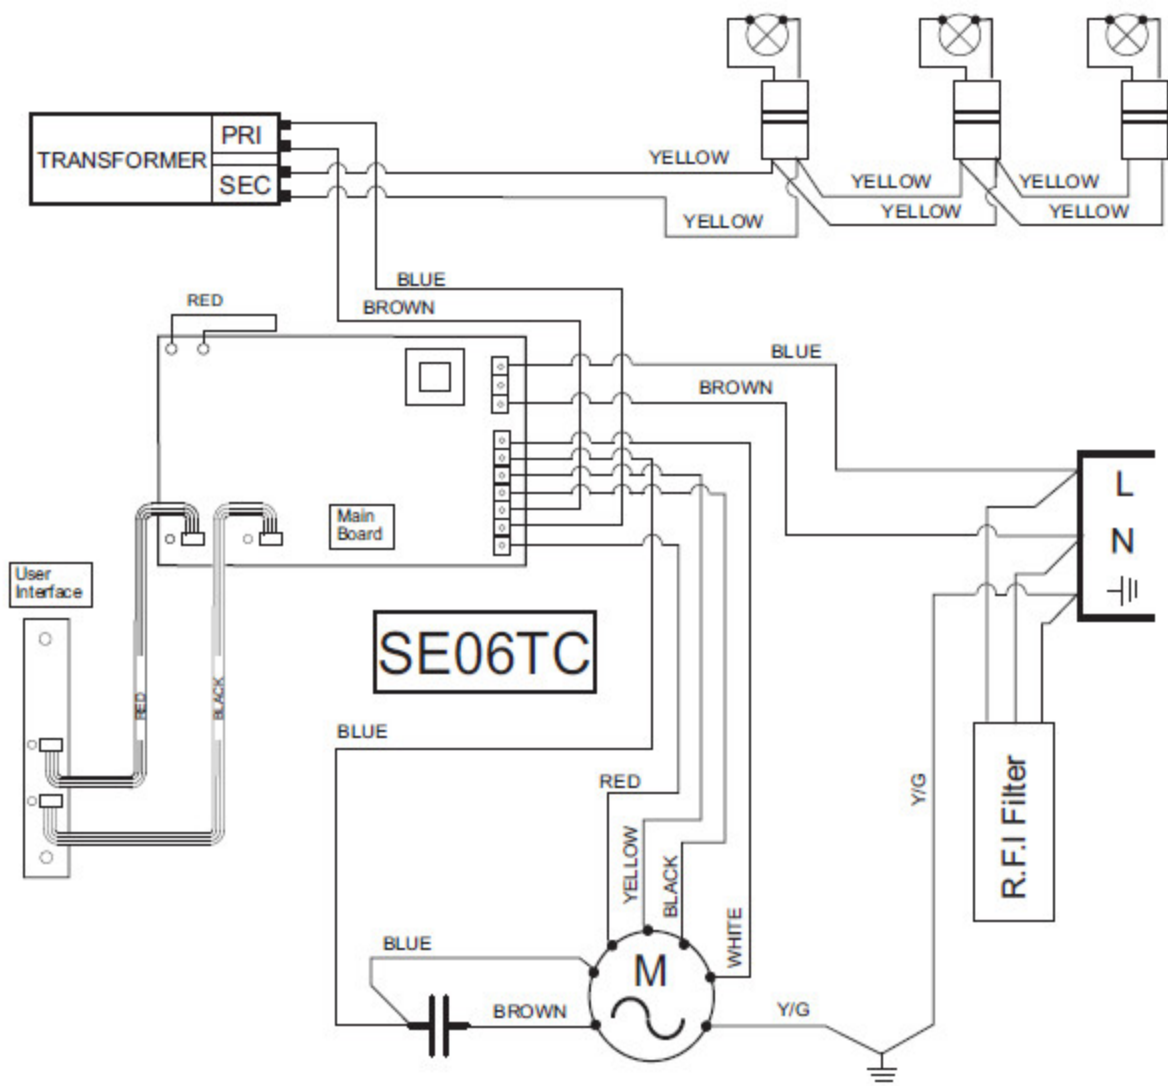 TRANSFORMER
PRI
SEC
YELLOW
YELLOW
YELLOW
YELLOW
YELLOW
YELLOW
BLUE
BROWN
RED
BLUE
BROWN
L
N
Main
Board
User
Interface
SE06TC
RED
BLACK
BLUE
RED
YELLOW
BLACK
WHITE
Y/G
R.F.I Filter
BLUE
M
BROWN
Y/G